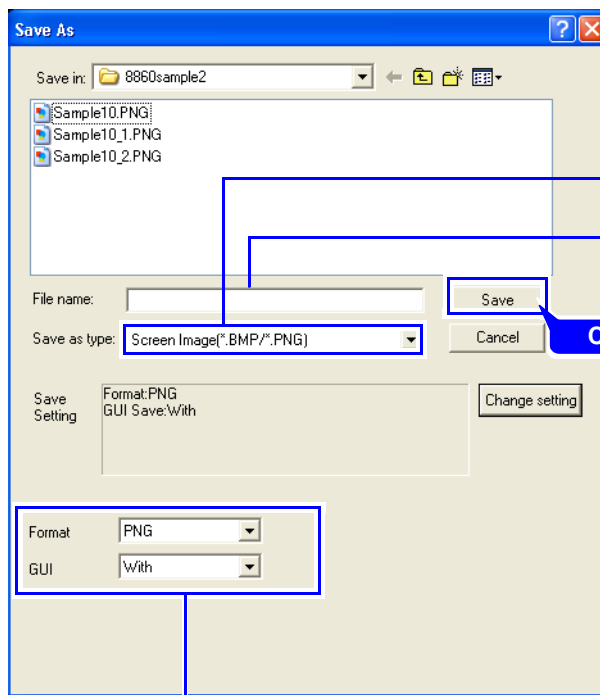 Save As
Save in: 8860sample2
Sample10.PNG
Sample10_1.PNG
Sample10_2.PNG
File name:
Save
Save as type: Screen Image(*.BMP/*.PNG)
Cancel
Save Setting
Format:PNG
GUI Save:With
Change setting
Format PNG
GUI With